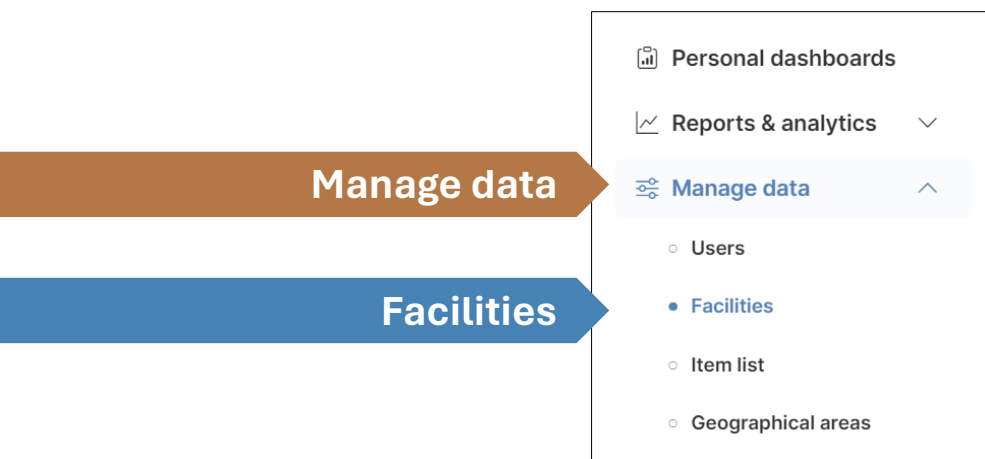 Personal dashboards
Reports & analytics
Manage data
Manage data
Users
Facilities
Facilities
Item list
Geographical areas